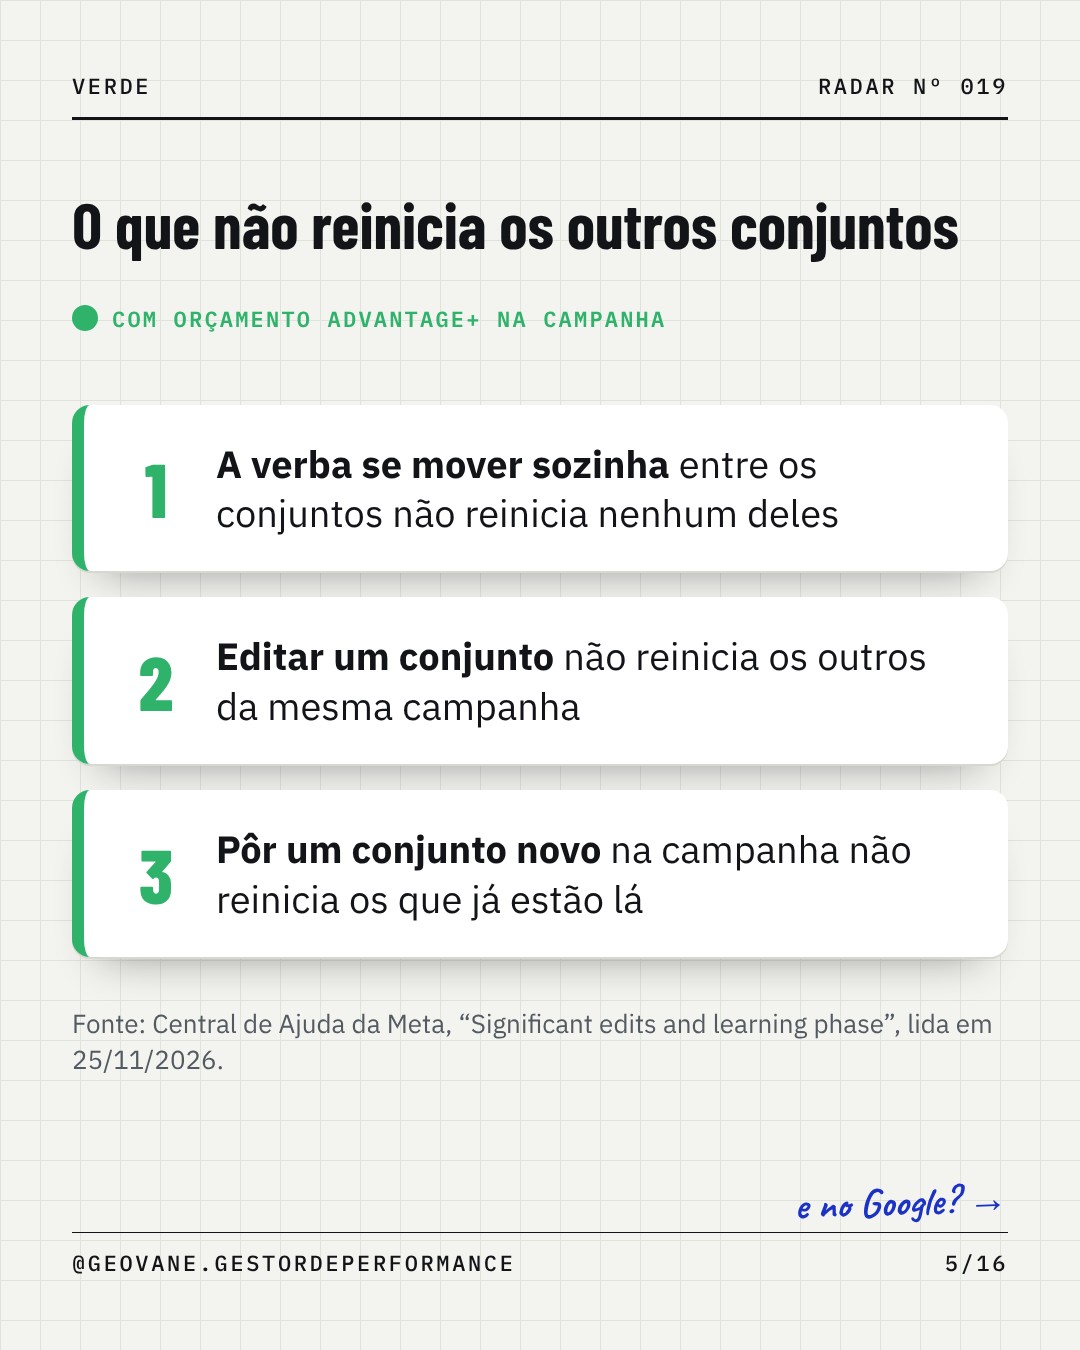 VERDE
RADAR Nº 019
O que não reinicia os outros conjuntos
COM ORÇAMENTO ADVANTAGE+ NA CAMPANHA
1
A verba se mover sozinha entre os
conjuntos não reinicia nenhum deles
2
Editar um conjunto não reinicia os outros
da mesma campanha
3
Pôr um conjunto novo na campanha não
reinicia os que já estão lá
Fonte: Central de Ajuda da Meta, “Significant edits and learning phase”, lida em
25/11/2026.
e no Google? →
@GEOVANE.GESTORDEPERFORMANCE
5/16